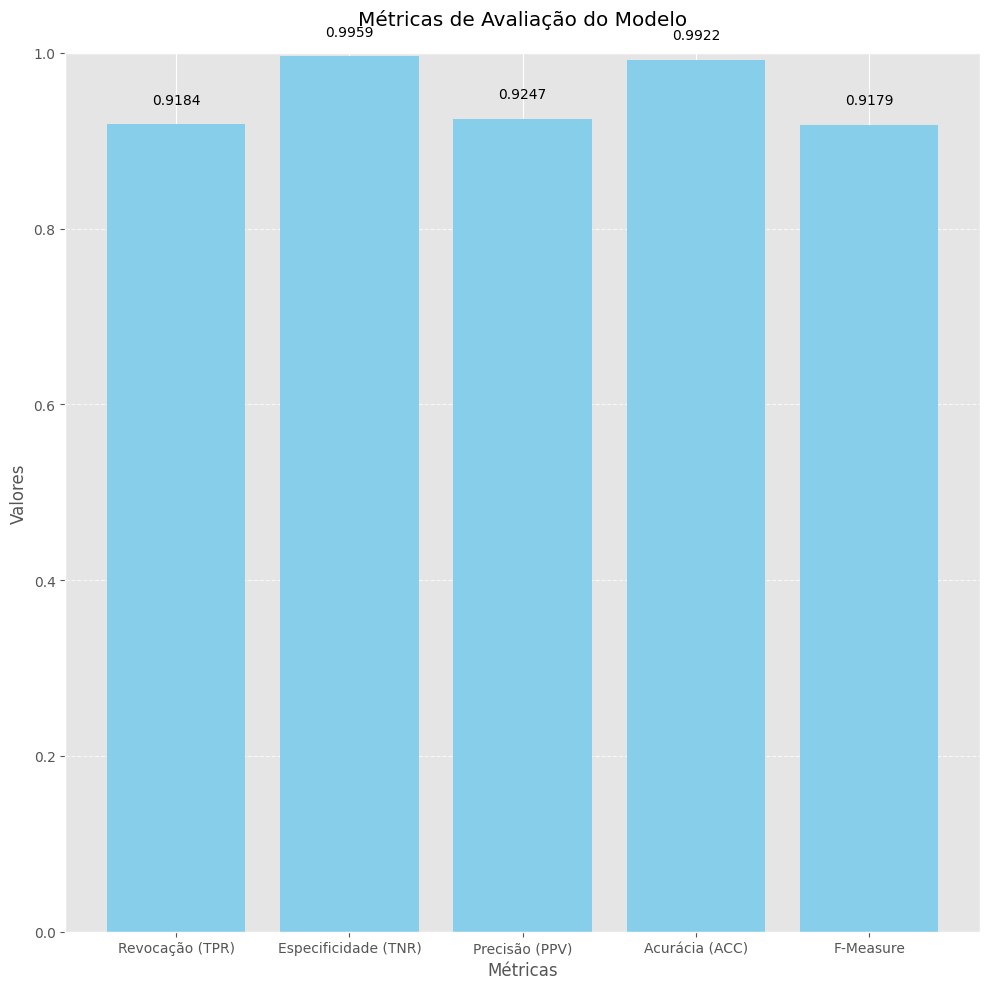 Métricas de Avaliação do Modelo
0.9184
0.9959
0.9247
0.9922
0.9179
1.0
0.8
0.6
0.4
0.2
0.0
Valores
Revocação (TPR)
Especificidade (TNR)
Precisão (PPV)
Acurácia (ACC)
F-Measure
Métricas